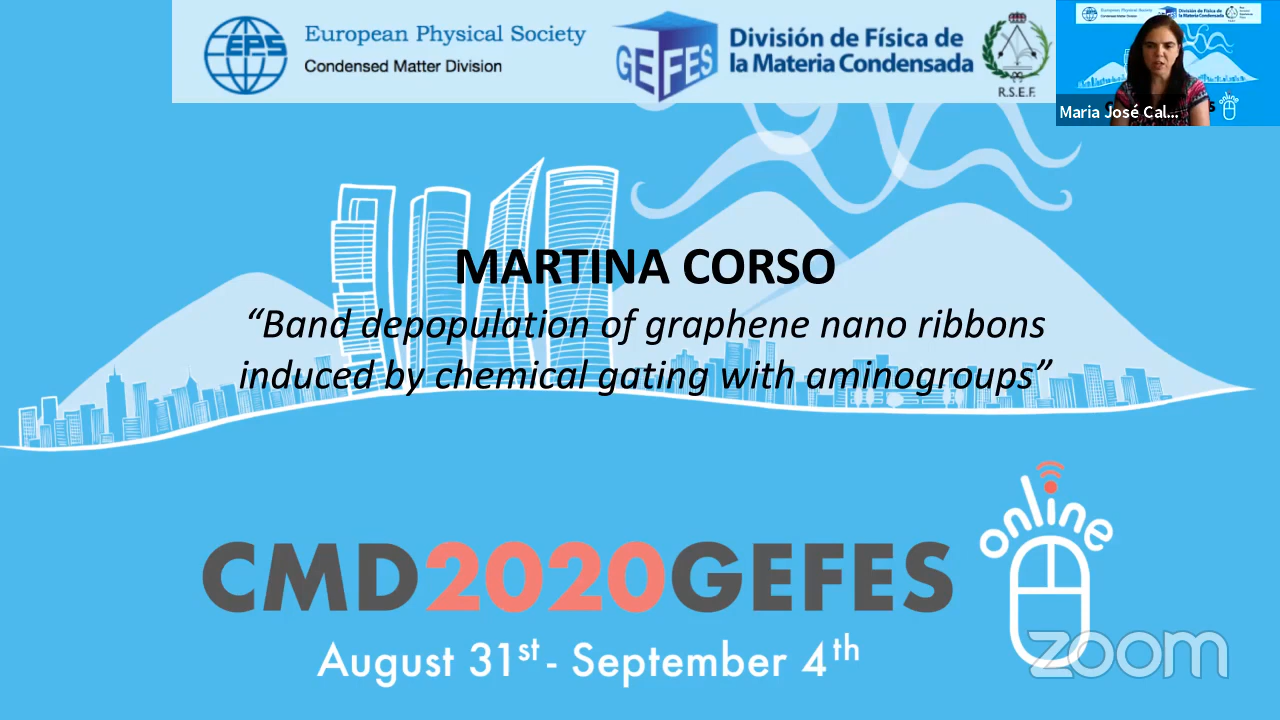 EPS
European Physical Society
Condensed Matter Division
GEFES
División de Física de
la Materia Condensada
R.S.E.F.
Maria José Cal...
MARTINA CORSO
“Band depopulation of graphene nano ribbons
induced by chemical gating with aminogroups”
online
CMD2020GEFES
August 31st - September 4th
zoom